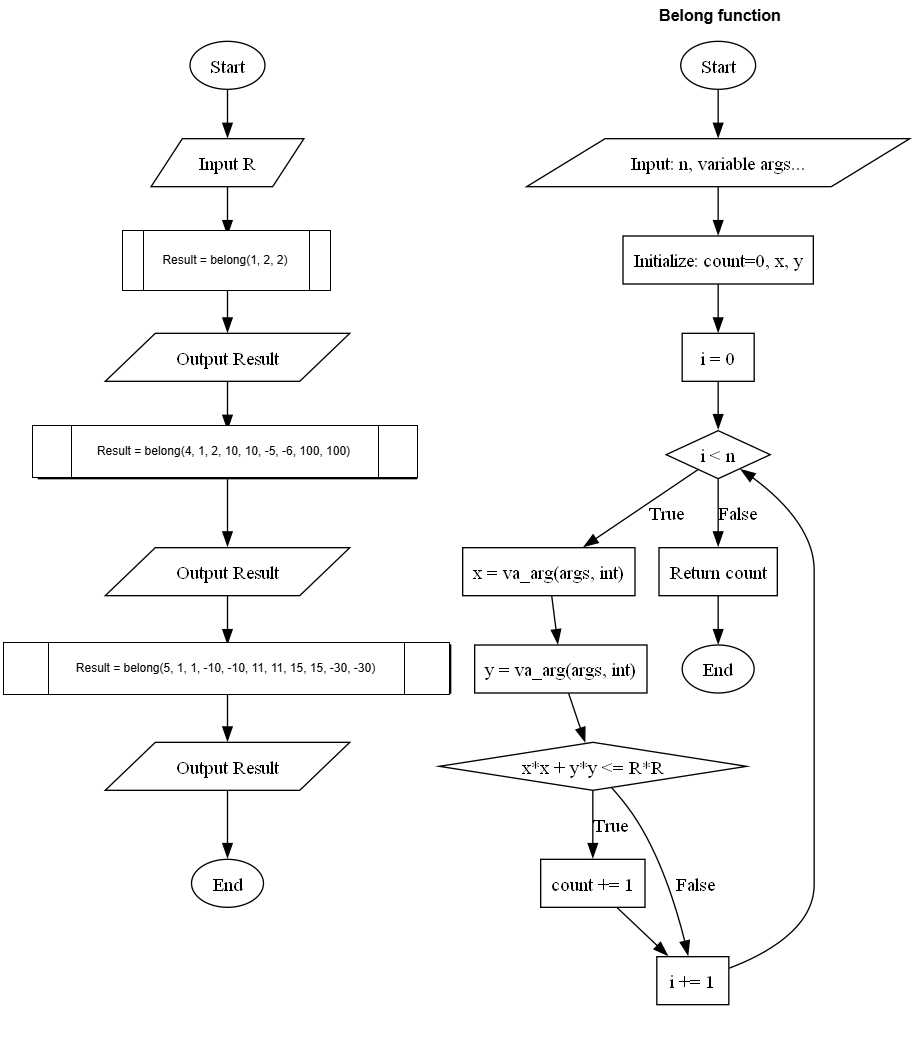 Belong function
Start
Input R
Result = belong(1, 2, 2)
Output Result
Result = belong(4, 1, 2, 10, 10, -5, -6, 100, 100)
Output Result
Result = belong(5, 1, 1, -10, -10, 11, 11, 15, 15, -30, -30)
Output Result
End
Start
Input: n, variable args...
Initialize: count=0, x, y
i = 0
i < n
True
False
x = va_arg(args, int)
Return count
y = va_arg(args, int)
End
x*x + y*y <= R*R
True
count += 1
False
i += 1